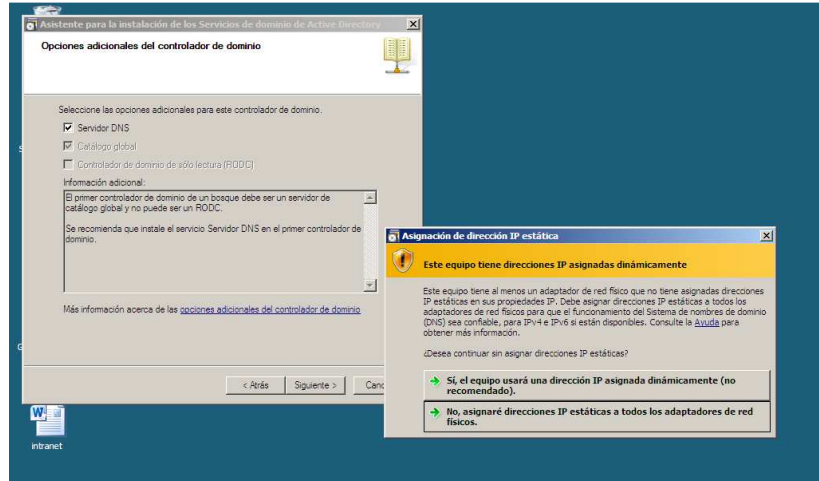 Asistente para la instalación de los Servicios de dominio de Active Directory
Opciones adicionales del controlador de dominio
Seleccione las opciones adicionales para este controlador de dominio.
Servidor DNS
Catálogo global
Controlador de dominio de sólo lectura (RODC)
Información adicional:
El primer controlador de dominio de un bosque debe ser un servidor de
catálogo global y no puede ser un RODC.
Se recomienda que instale el servicio Servidor DNS en el primer controlador de
dominio.
Más información acerca de las opciones adicionales del controlador de dominio
< Atrás
Siguiente >
Canc
Asignación de dirección IP estática
Este equipo tiene direcciones IP asignadas dinámicamente
Este equipo tiene al menos un adaptador de red físico que no tiene asignadas direcciones
IP estáticas en sus propiedades IP. Debe asignar direcciones IP estáticas a todos los
adaptadores de red físicos para que el funcionamiento del Sistema de nombres de dominio
(DNS) sea confiable, para IPv4 e IPv6 si están disponibles. Consulte la Ayuda para
obtener más información.
¿Desea continuar sin asignar direcciones IP estáticas?
Sí, el equipo usará una dirección IP asignada dinámicamente (no
recomendado).
No, asignaré direcciones IP estáticas a todos los adaptadores de red
físicos.
intranet